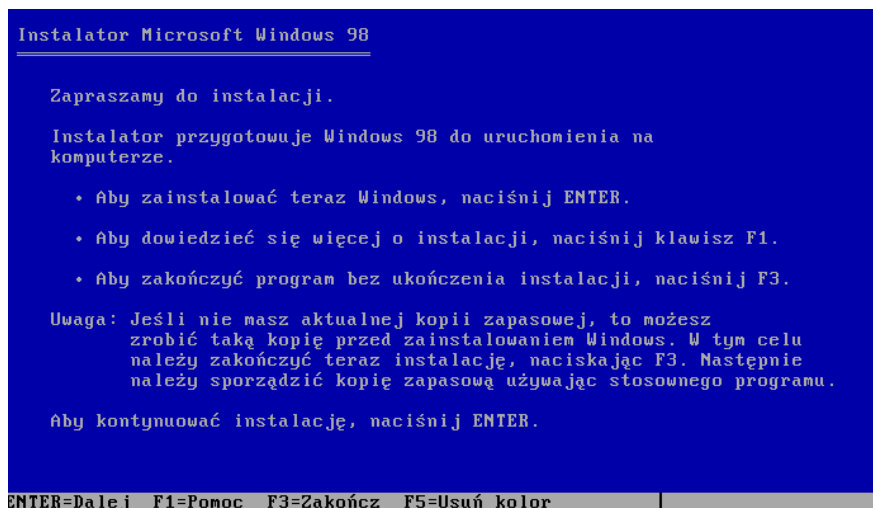 Instalator Microsoft Windows 98
Zapraszamy do instalacji.
Instalator przygotowuje Windows 98 do uruchomienia na
komputerze.
• Aby zainstalować teraz Windows, naciśnij ENTER.
• Aby dowiedzieć się więcej o instalacji, naciśnij klawisz F1.
• Aby zakończyć program bez ukończenia instalacji, naciśnij F3.
Uwaga: Jeśli nie masz aktualnej kopii zapasowej, to możesz
zrobić taką kopię przed zainstalowaniem Windows. W tym celu
należy zakończyć teraz instalację, naciskając F3. Następnie
należy sporządzić kopię zapasową używając stosownego programu.
Aby kontynuować instalację, naciśnij ENTER.
ENTER=Dalej F1=Pomoc F3=Zakończ F5=Usuń kolor